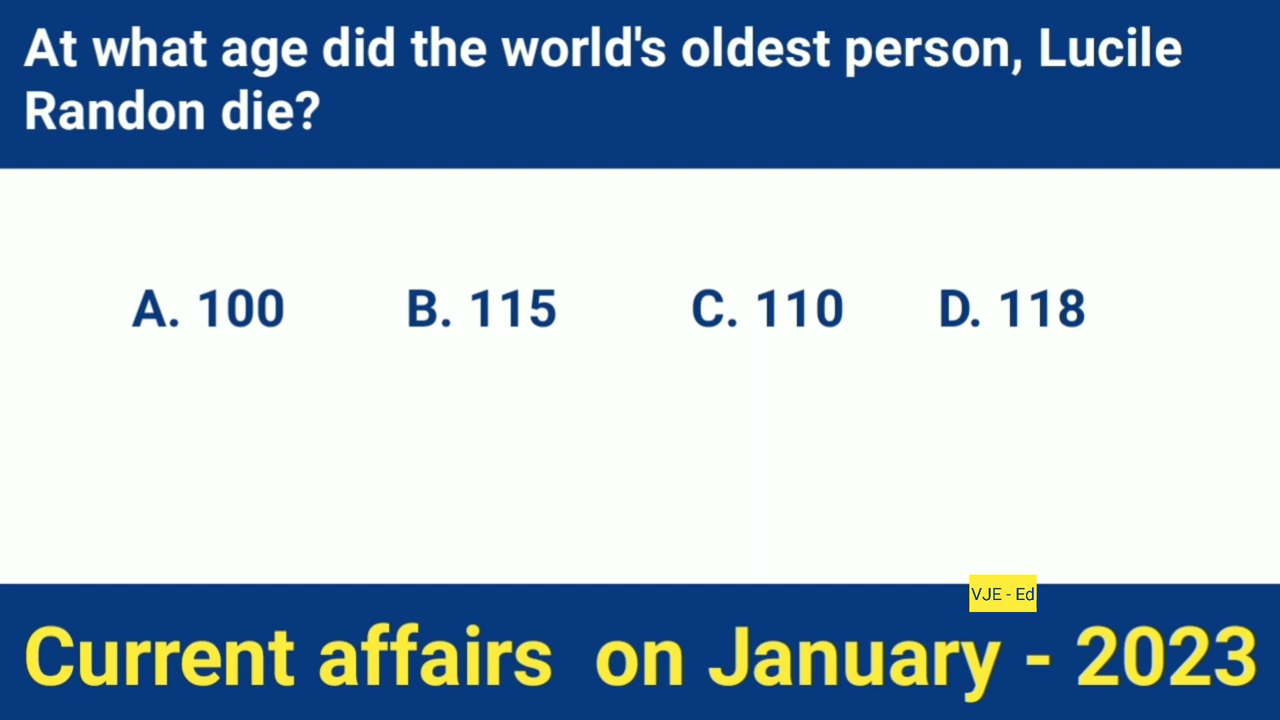 At what age did the world's oldest person, Lucile
Randon die?
A. 100 B. 115 C. 110 D. 118
VJE - Ed
Current affairs on January - 2023